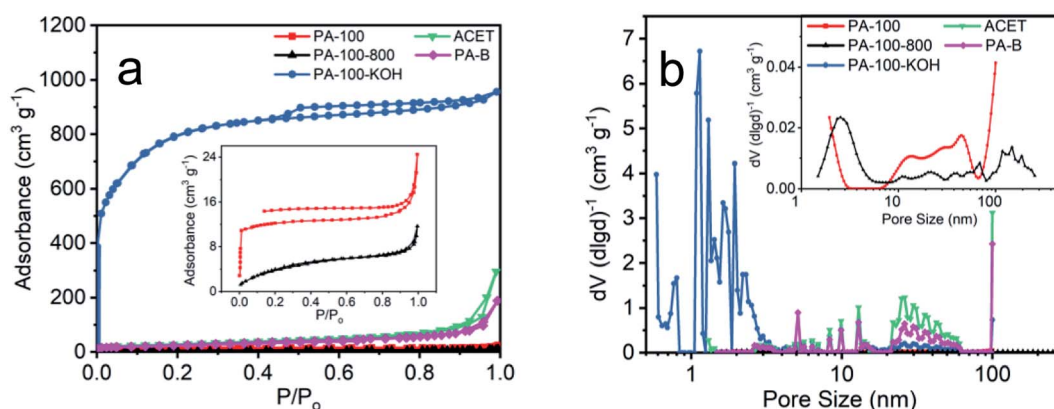 a
PA-100
ACET
PA-100-800
PA-B
PA-100-KOH
Adsorbance (cm³ g⁻¹)
1200
1000
800
600
400
200
0
0.0 0.2 0.4 0.6 0.8 1.0
P/Pₒ
Adsorbance (cm³ g⁻¹)
24
16
8
0
0.0 0.2 0.4 0.6 0.8 1.0
P/Pₒ
b
PA-100
ACET
PA-100-800
PA-B
PA-100-KOH
dV (dlgd)⁻¹ (cm³ g⁻¹)
7
6
5
4
3
2
1
0
1 10 100
Pore Size (nm)
dV (dlgd)⁻¹ (cm³ g⁻¹)
0.04
0.02
0.00
1 10 100
Pore Size (nm)